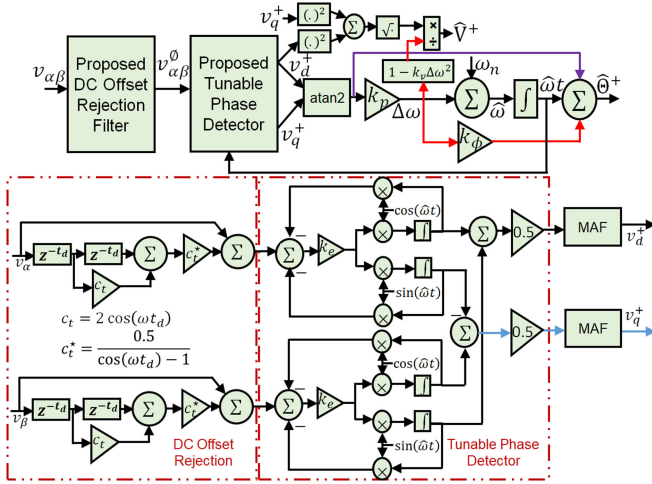 v_q^+
(.)^2
(.)^2
Σ
√.
×
÷
V̂^+
v_d^+
v_αβ
Proposed
DC Offset
Rejection
Filter
v_αβ^Ø
Proposed
Tunable
Phase
Detector
v_q^+
atan2
k_p
Δω
1 − k_v Δω^2
ω_n
Σ
ω̂
∫
ω̂t
k_ϕ
Σ
Θ̂^+
v_α
z^{-t_d}
z^{-t_d}
c_t
Σ
c_t^⋆
Σ
c_t = 2 cos(ωt_d)
c_t^⋆ = 0.5 / cos(ωt_d) − 1
v_β
z^{-t_d}
z^{-t_d}
c_t
Σ
c_t^⋆
Σ
DC Offset
Rejection
×
cos(ω̂t)
−
Σ
−
k_e
×
∫
×
∫
sin(ω̂t)
×
Σ
0.5
MAF
v_d^+
−
Σ
0.5
MAF
v_q^+
×
cos(ω̂t)
−
Σ
−
k_e
×
∫
×
∫
sin(ω̂t)
×
Tunable Phase
Detector